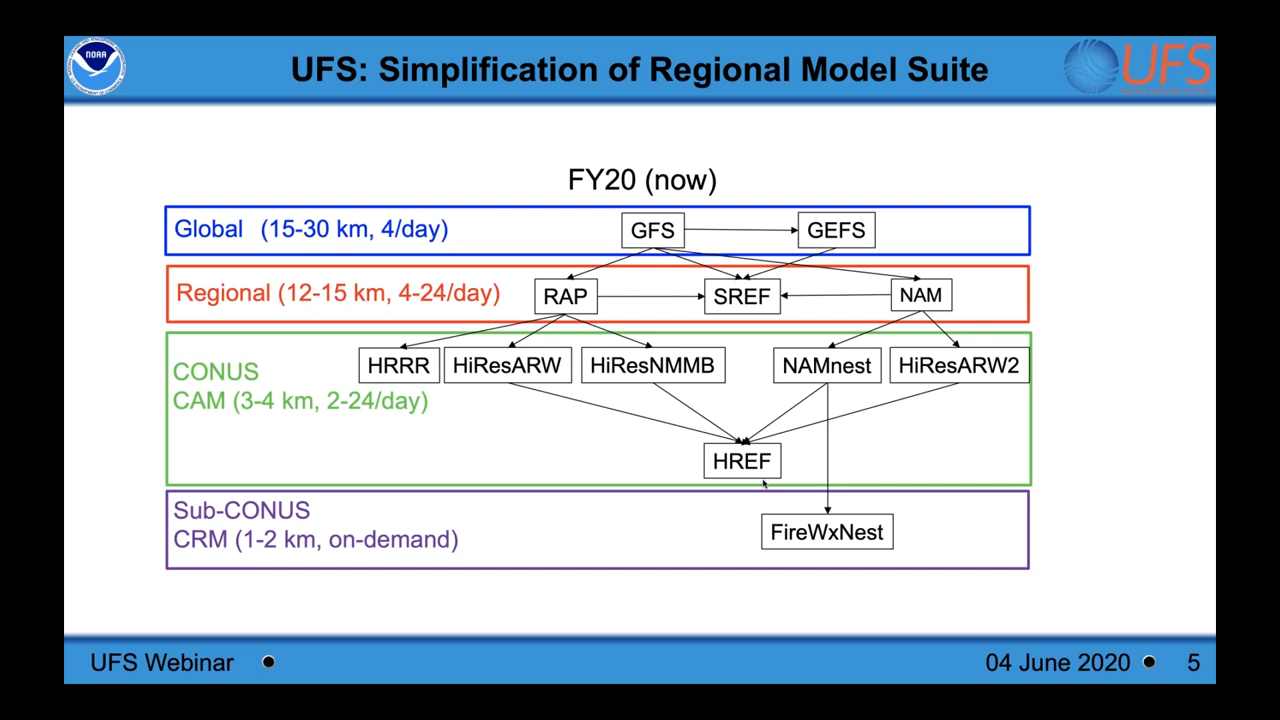 NOAA
UFS: Simplification of Regional Model Suite
UFS
FY20 (now)
Global (15-30 km, 4/day)
GFS
GEFS
Regional (12-15 km, 4-24/day)
RAP
SREF
NAM
HRRR
HiResARW
HiResNMMB
NAMnest
HiResARW2
CONUS
CAM (3-4 km, 2-24/day)
HREF
Sub-CONUS
CRM (1-2 km, on-demand)
FireWxNest
UFS Webinar
04 June 2020
5